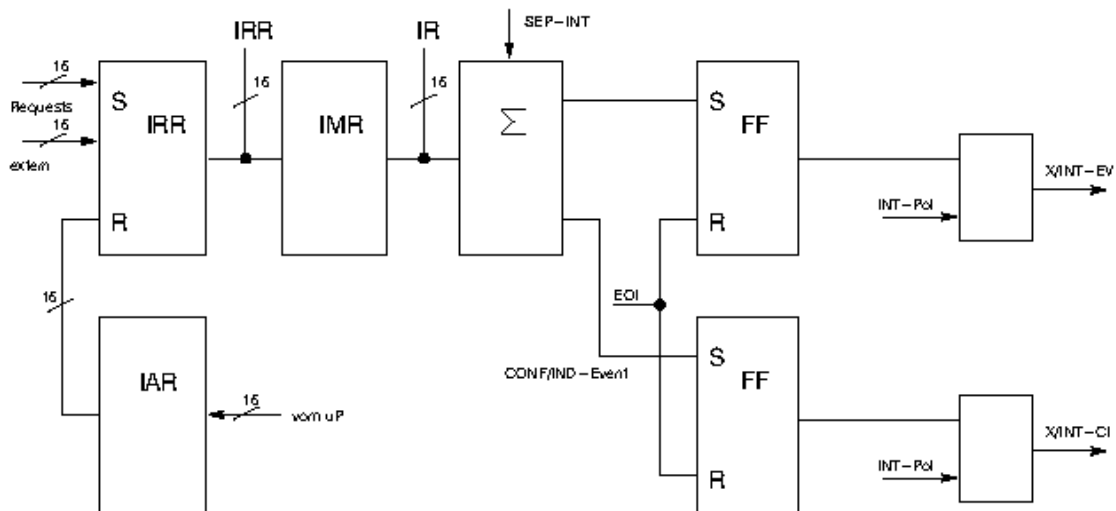 SEP-INT
IRR
IR
16
16
16
Requests
S
16
extern
IRR
16
IMR
Σ
S
FF
R
R
INT-Pol
X/INT-EV
16
EOI
IAR
16
vom uP
CONF/IND-Event
S
FF
R
INT-Pol
X/INT-CI